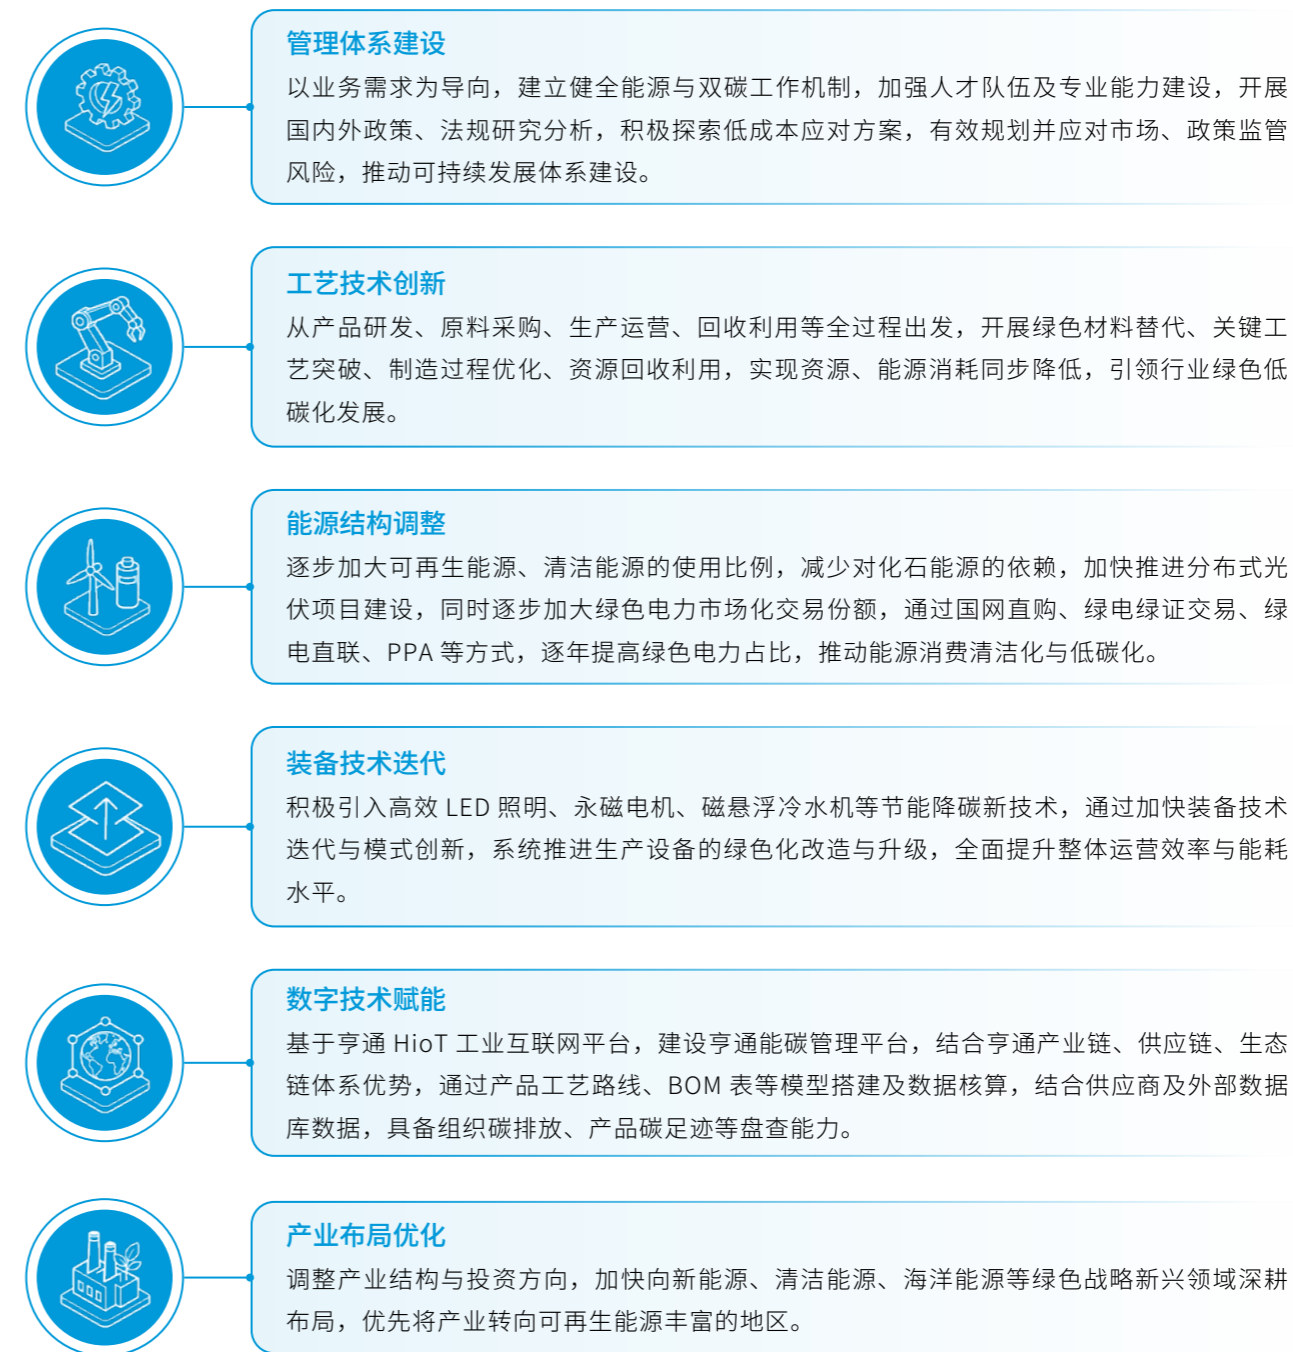 管理体系建设
以业务需求为导向，建立健全能源与双碳工作机制，加强人才队伍及专业能力建设，开展
国内外政策、法规研究分析，积极探索低成本应对方案，有效规划并应对市场、政策监管
风险，推动可持续发展体系建设。
工艺技术创新
从产品研发、原料采购、生产运营、回收利用等全过程出发，开展绿色材料替代、关键工
艺突破、制造过程优化、资源回收利用，实现资源、能源消耗同步降低，引领行业绿色低
碳化发展。
能源结构调整
逐步加大可再生能源、清洁能源的使用比例，减少对化石能源的依赖，加快推进分布式光
伏项目建设，同时逐步加大绿色电力市场化交易份额，通过国网直购、绿电绿证交易、绿
电直联、PPA 等方式，逐年提高绿色电力占比，推动能源消费清洁化与低碳化。
装备技术迭代
积极引入高效 LED 照明、永磁电机、磁悬浮冷水机等节能降碳新技术，通过加快装备技术
迭代与模式创新，系统推进生产设备的绿色化改造与升级，全面提升整体运营效率与能耗
水平。
数字技术赋能
基于亨通 HioT 工业互联网平台，建设亨通能碳管理平台，结合亨通产业链、供应链、生态
链体系优势，通过产品工艺路线、BOM 表等模型搭建及数据核算，结合供应商及外部数据
库数据，具备组织碳排放、产品碳足迹等盘查能力。
产业布局优化
调整产业结构与投资方向，加快向新能源、清洁能源、海洋能源等绿色战略新兴领域深耕
布局，优先将产业转向可再生能源丰富的地区。